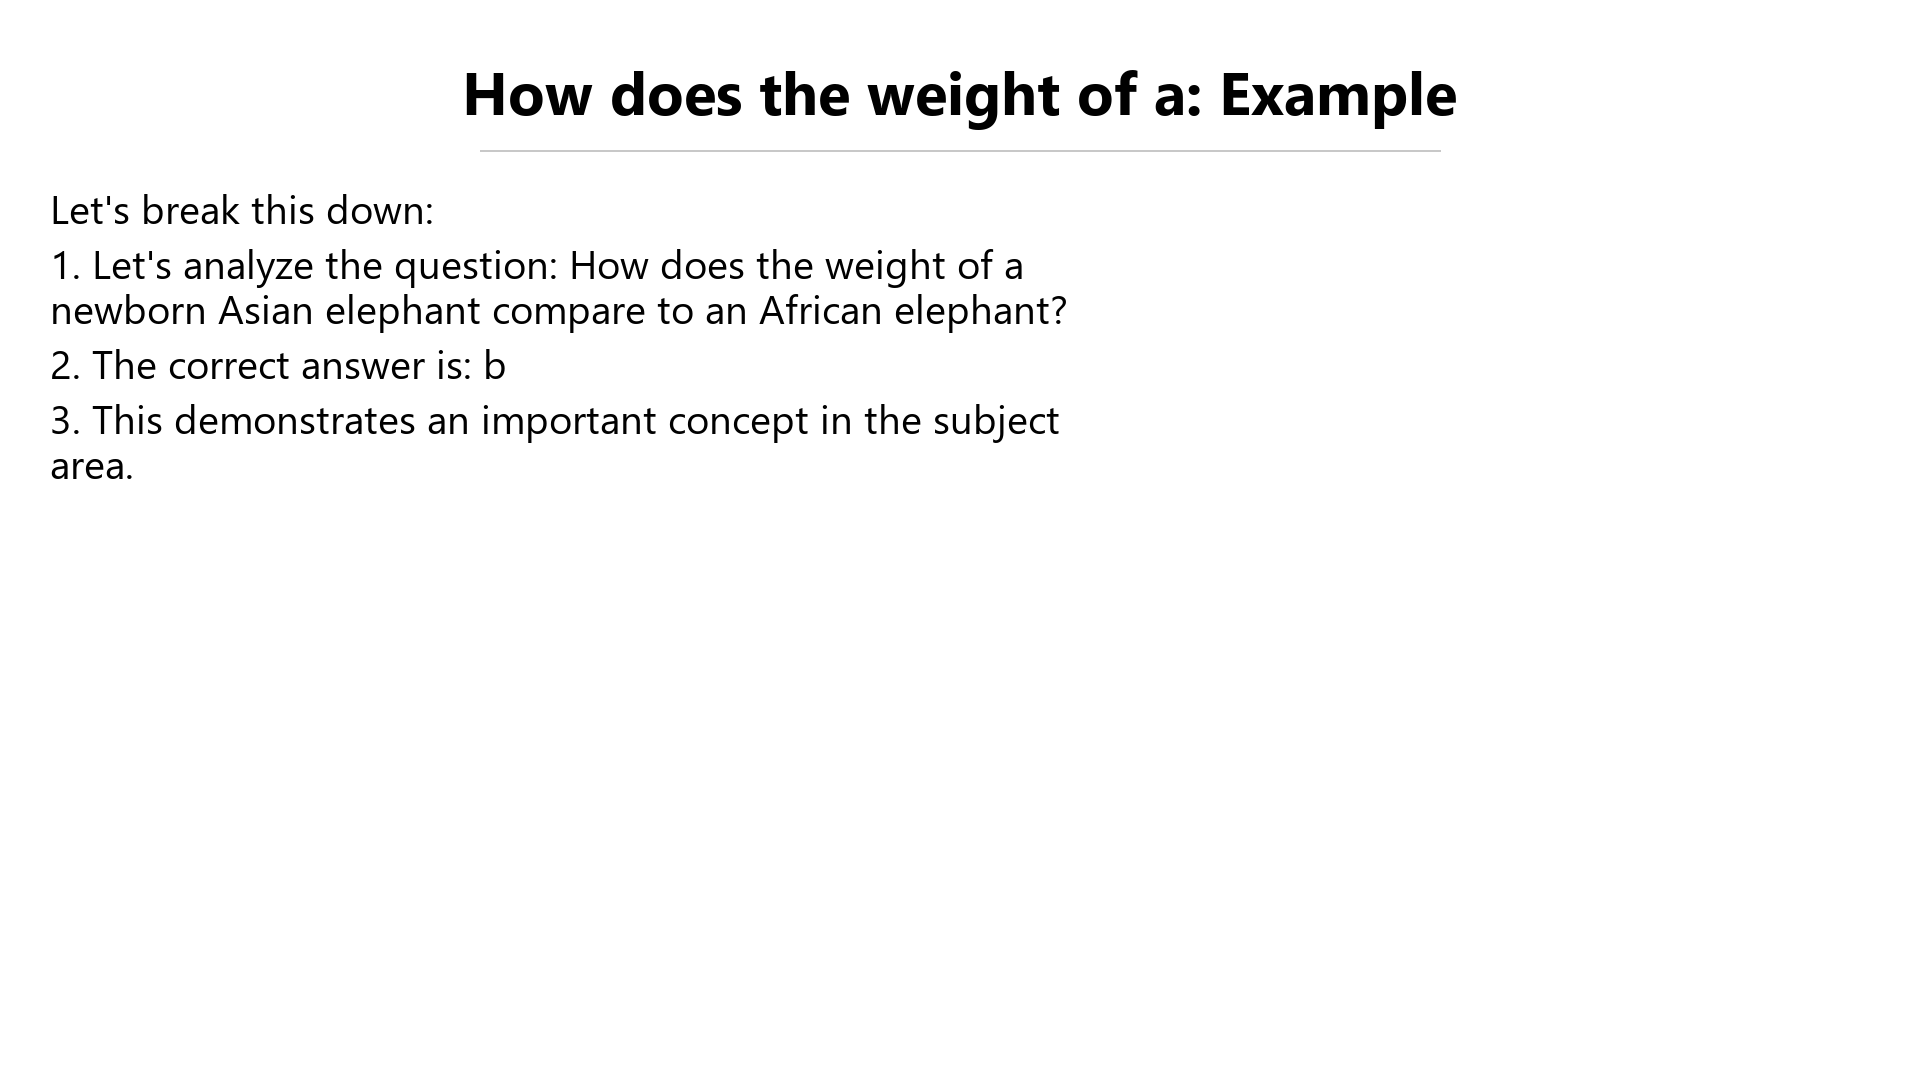 How does the weight of a: Example
Let's break this down:
1. Let's analyze the question: How does the weight of a
newborn Asian elephant compare to an African elephant?
2. The correct answer is: b
3. This demonstrates an important concept in the subject
area.